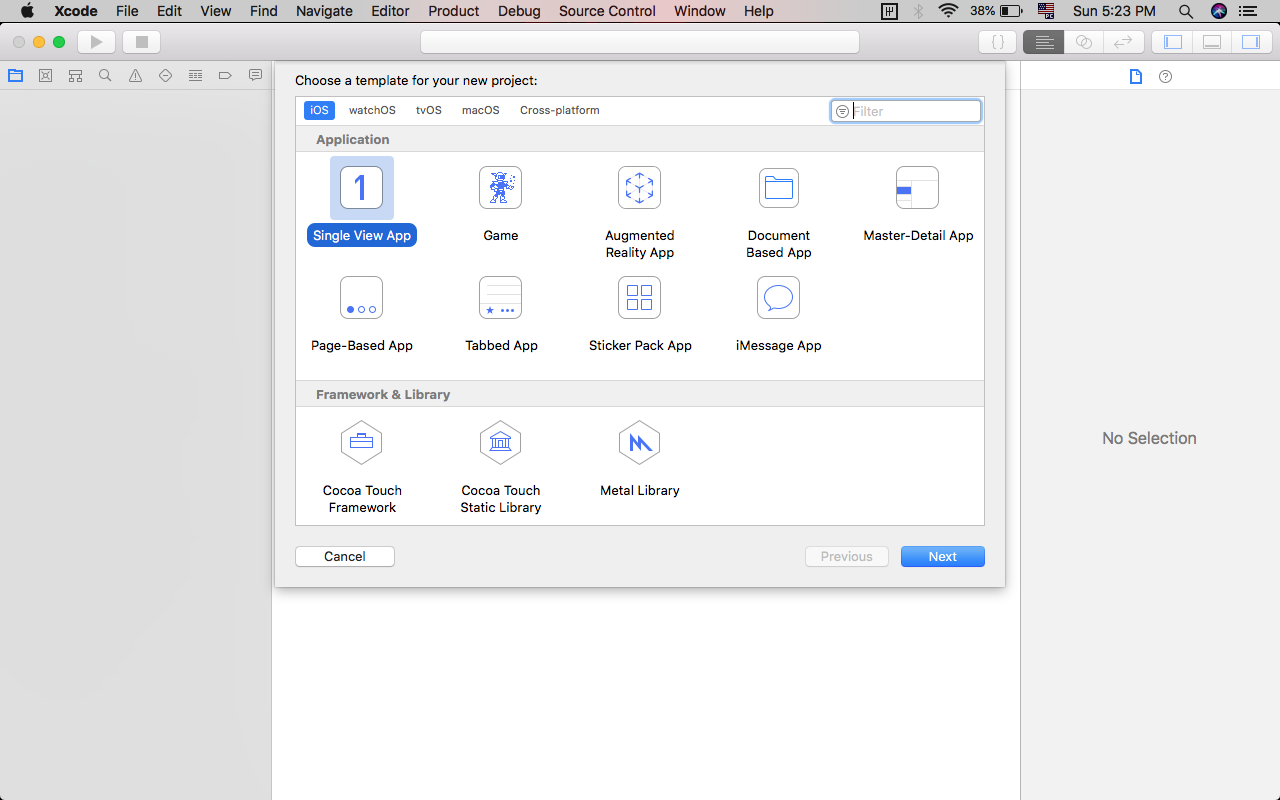 Xcode File Edit View Find Navigate Editor Product Debug Source Control Window Help 38% Sun 5:23 PM
Choose a template for your new project:
iOS watchOS tvOS macOS Cross-platform Filter
Application
1
Single View App Game Augmented Reality App Document Based App Master-Detail App
Page-Based App Tabbed App Sticker Pack App iMessage App
Framework & Library
Cocoa Touch Framework Cocoa Touch Static Library Metal Library
No Selection
Cancel Previous Next